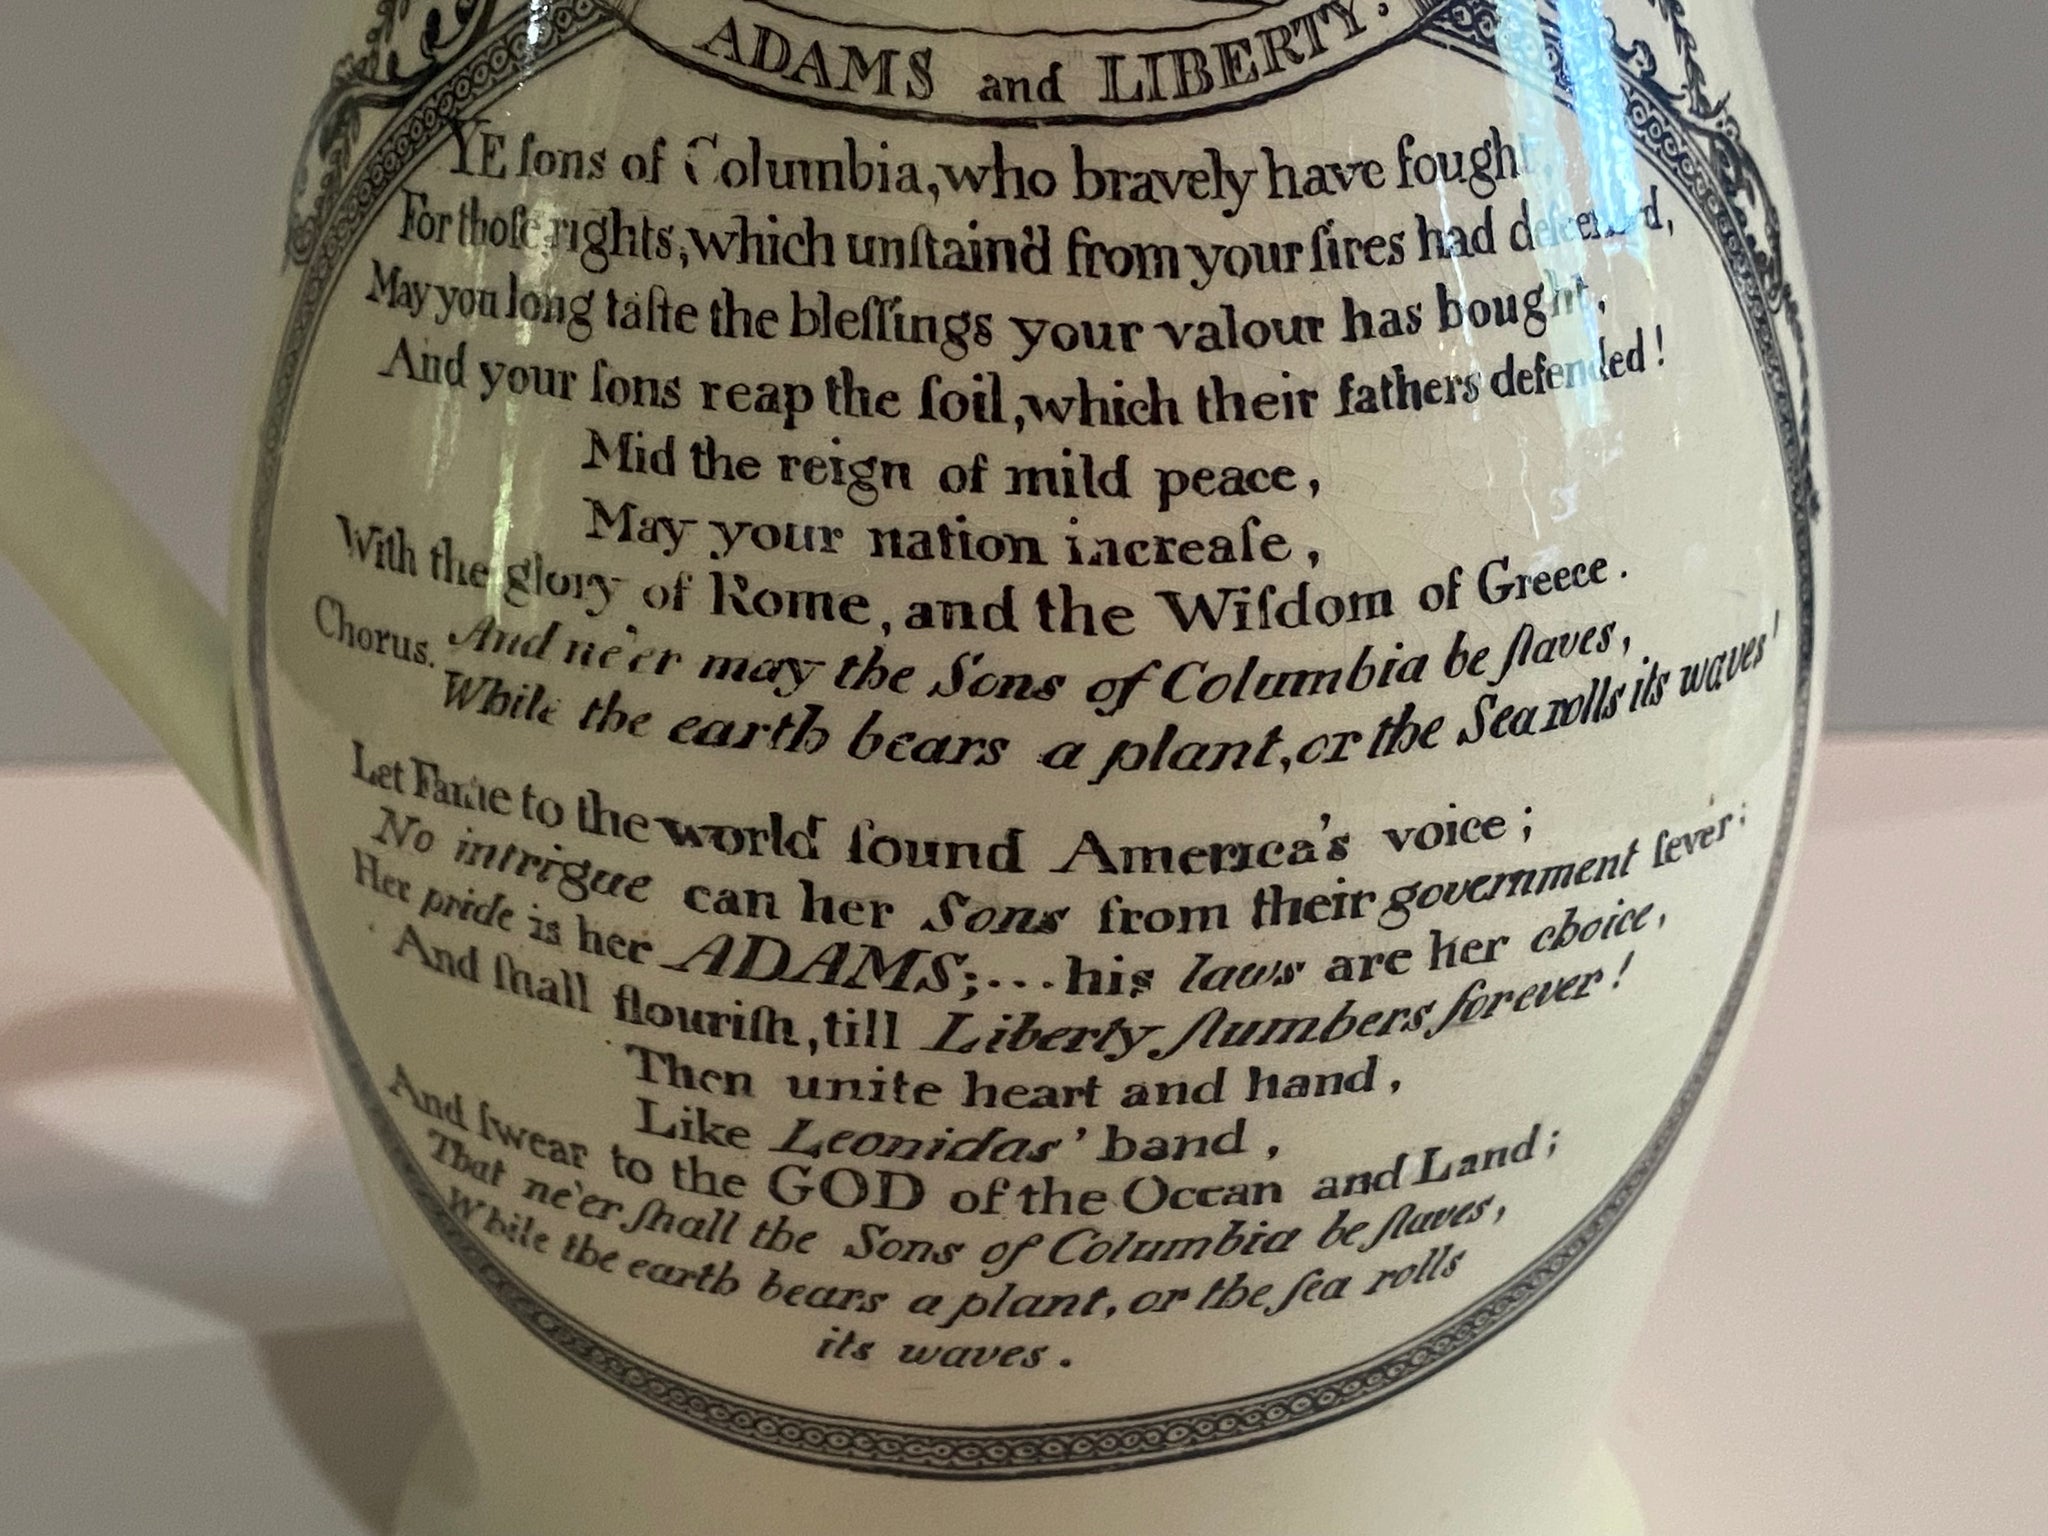 ADAMS and LIBERTY.
YE ſons of Columbia, who bravely have fought,
For thoſe rights, which unſtain'd from your ſires had deſcended,
May you long taſte the bleſſings your valour has bought,
And your ſons reap the ſoil, which their fathers defended!
Mid the reign of mild peace,
May your nation increaſe,
With the glory of Rome, and the Wiſdom of Greece.
Chorus. And ne'er may the Sons of Columbia be ſlaves,
While the earth bears a plant, or the Sea rolls its waves!
Let Fame to the world ſound America's voice;
No intrigue can her Sons from their government ſever;
Her pride is her ADAMS;...his laws are her choice,
And ſhall flouriſh, till Liberty ſlumbers forever!
Then unite heart and hand,
Like Leonidas' band,
And ſwear to the GOD of the Ocean and Land;
That ne'er ſhall the Sons of Columbia be ſlaves,
While the earth bears a plant, or the ſea rolls
its waves.